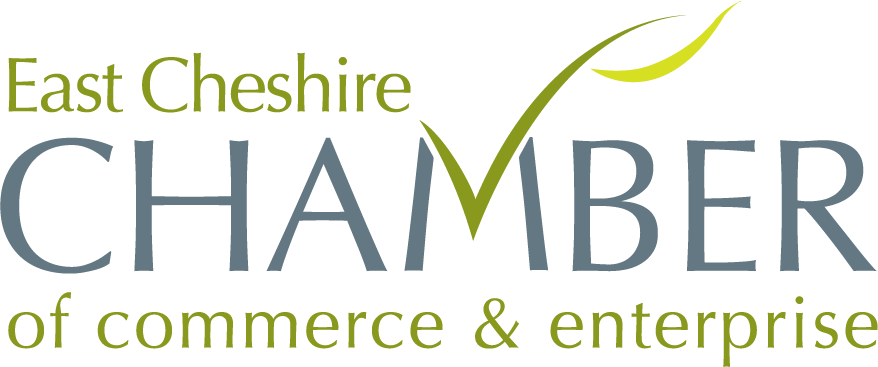 East Cheshire
CHAMBER
of commerce & enterprise